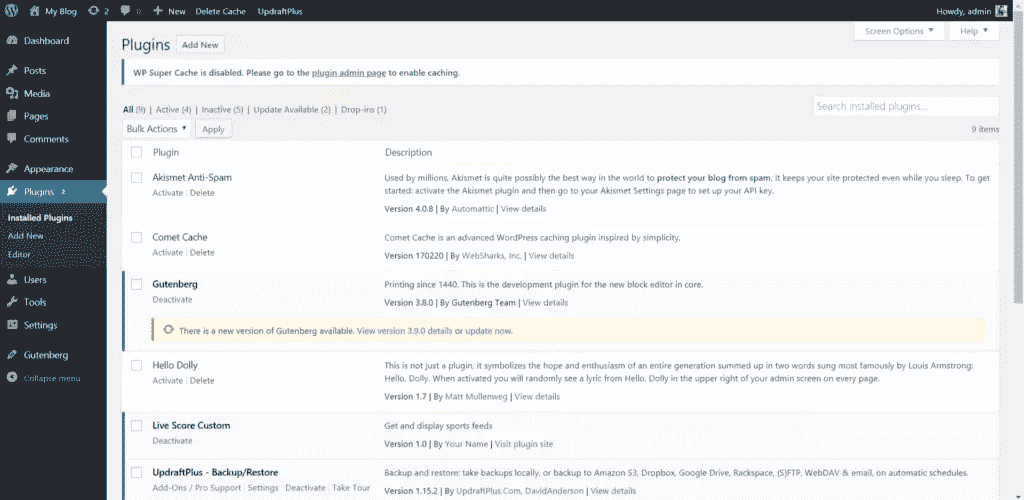 My Blog 2 0 New Delete Cache UpdraftPlus Howdy, admin
Dashboard
Posts
Media
Pages
Comments
Appearance
Plugins 2
Installed Plugins
Add New
Editor
Users
Tools
Settings
Gutenberg
Collapse menu
Screen Options Help
Plugins Add New
WP Super Cache is disabled. Please go to the plugin admin page to enable caching.
All (9) | Active (4) | Inactive (5) | Update Available (2) | Drop-ins (1)
Search installed plugins...
Bulk Actions Apply
9 items
Plugin Description
Akismet Anti-Spam
Activate | Delete
Used by millions, Akismet is quite possibly the best way in the world to protect your blog from spam. It keeps your site protected even while you sleep. To get
started: activate the Akismet plugin and then go to your Akismet Settings page to set up your API key.
Version 4.0.8 | By Automattic | View details
Comet Cache
Activate | Delete
Comet Cache is an advanced WordPress caching plugin inspired by simplicity.
Version 170220 | By WebSharks, Inc. | View details
Gutenberg
Deactivate
Printing since 1440. This is the development plugin for the new block editor in core.
Version 3.8.0 | By Gutenberg Team | View details
There is a new version of Gutenberg available. View version 3.9.0 details or update now.
Hello Dolly
Activate | Delete
This is not just a plugin, it symbolizes the hope and enthusiasm of an entire generation summed up in two words sung most famously by Louis Armstrong:
Hello, Dolly. When activated you will randomly see a lyric from Hello, Dolly in the upper right of your admin screen on every page.
Version 1.7 | By Matt Mullenweg | View details
Live Score Custom
Deactivate
Get and display sports feeds
Version 1.0 | By Your Name | Visit plugin site
UpdraftPlus - Backup/Restore
Add-Ons / Pro Support | Settings | Deactivate | Take Tour
Backup and restore: take backups locally, or backup to Amazon S3, Dropbox, Google Drive, Rackspace, (S)FTP, WebDAV & email, on automatic schedules.
Version 1.15.2 | By UpdraftPlus.Com, DavidAnderson | View details